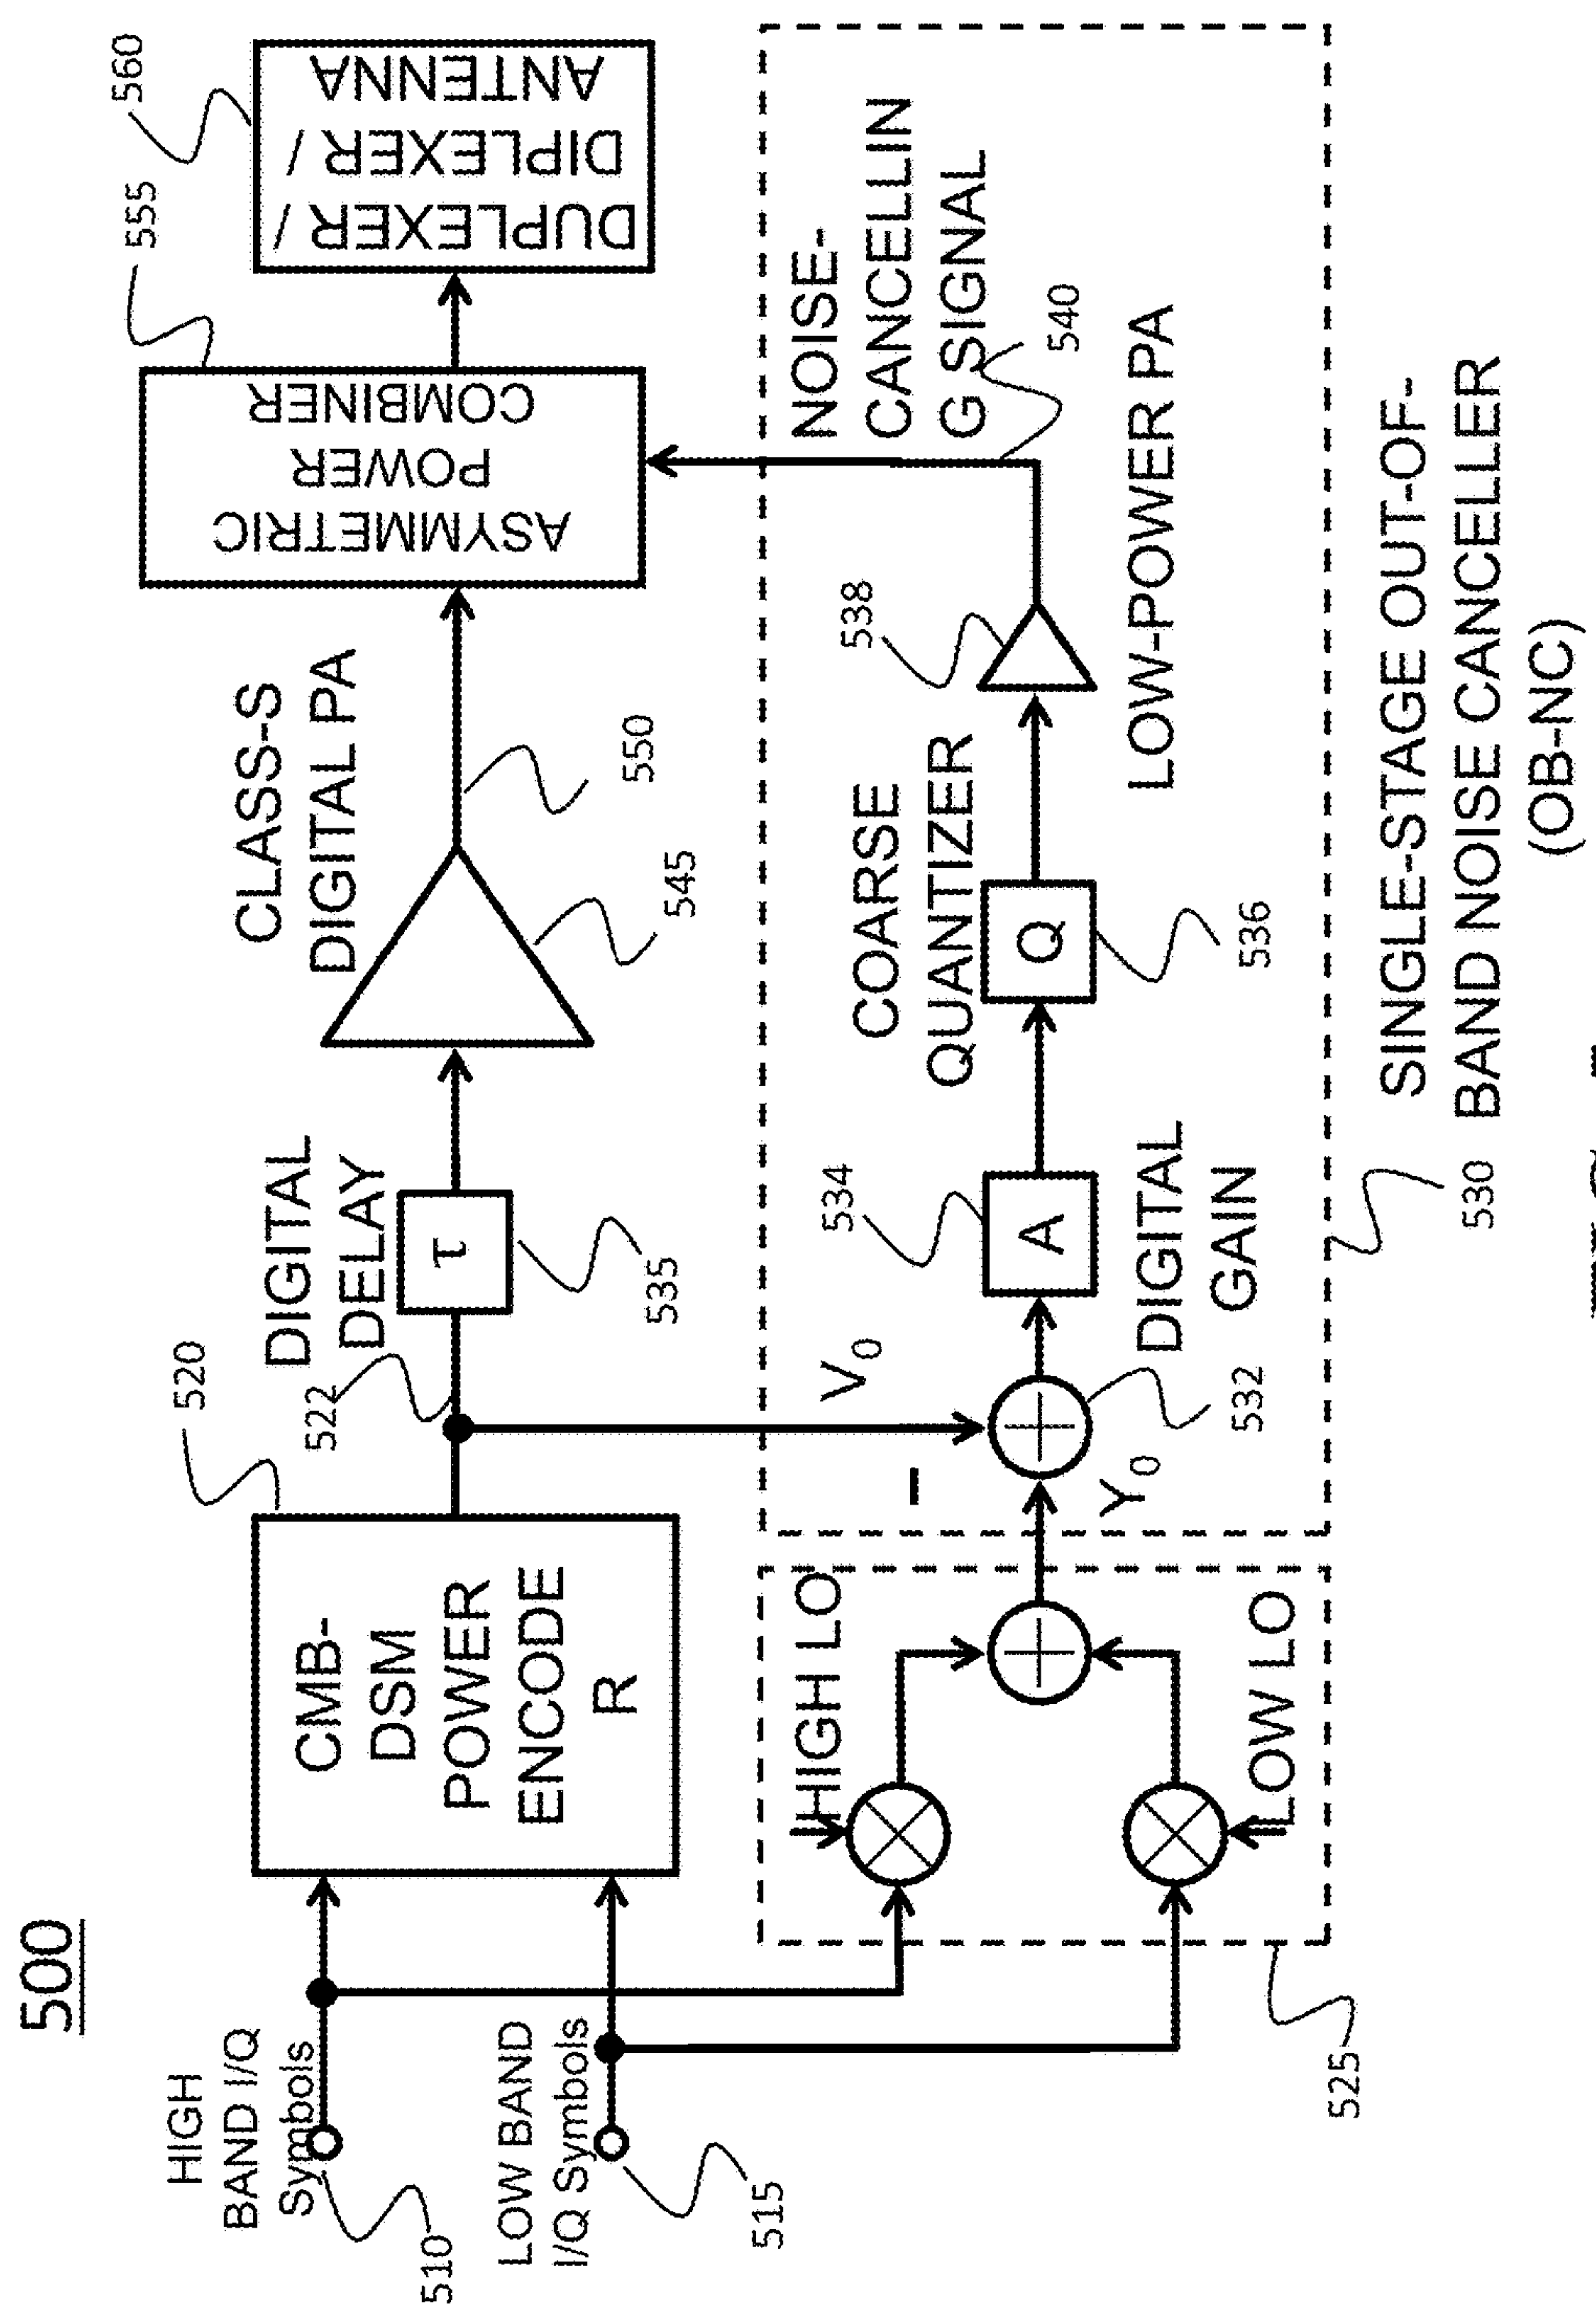 500
HIGH
BAND I/Q
Symbols
510
LOW BAND
I/Q Symbols
515
CMB-
DSM
POWER
ENCODE
R
520
522
DIGITAL
DELAY
τ
535
CLASS-S
DIGITAL PA
545
550
ASYMMETRIC
POWER
COMBINER
555
DUPLEXER /
DIPLEXER /
ANTENNA
560
HIGH LO
LOW LO
525
–
Y0
V0
532
534
A
DIGITAL
GAIN
COARSE
QUANTIZER
Q
536
538
LOW-POWER PA
NOISE-
CANCELLIN
G SIGNAL
540
530
SINGLE-STAGE OUT-OF-
BAND NOISE CANCELLER
(OB-NC)